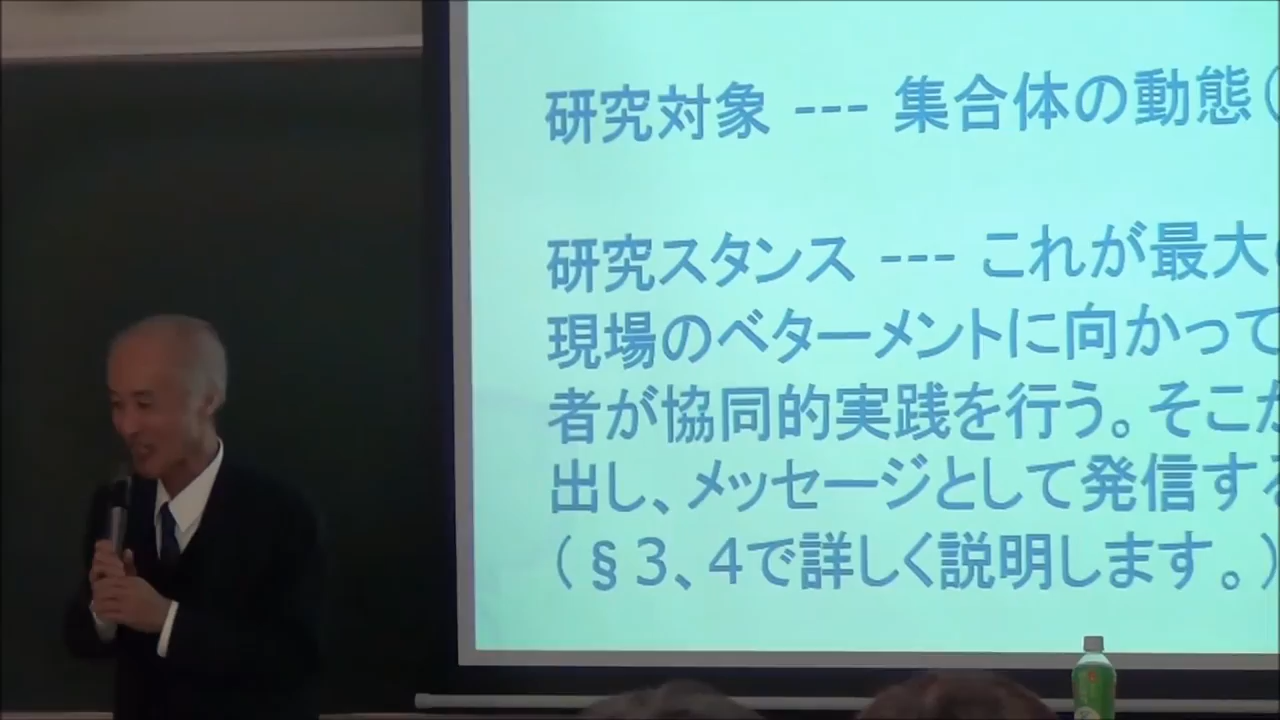 研究対象 --- 集合体の動態（
研究スタンス --- これが最大
現場のベターメントに向かって
者が協同的実践を行う。そこ
出し、メッセージとして発信す
（§３、４で詳しく説明します。）